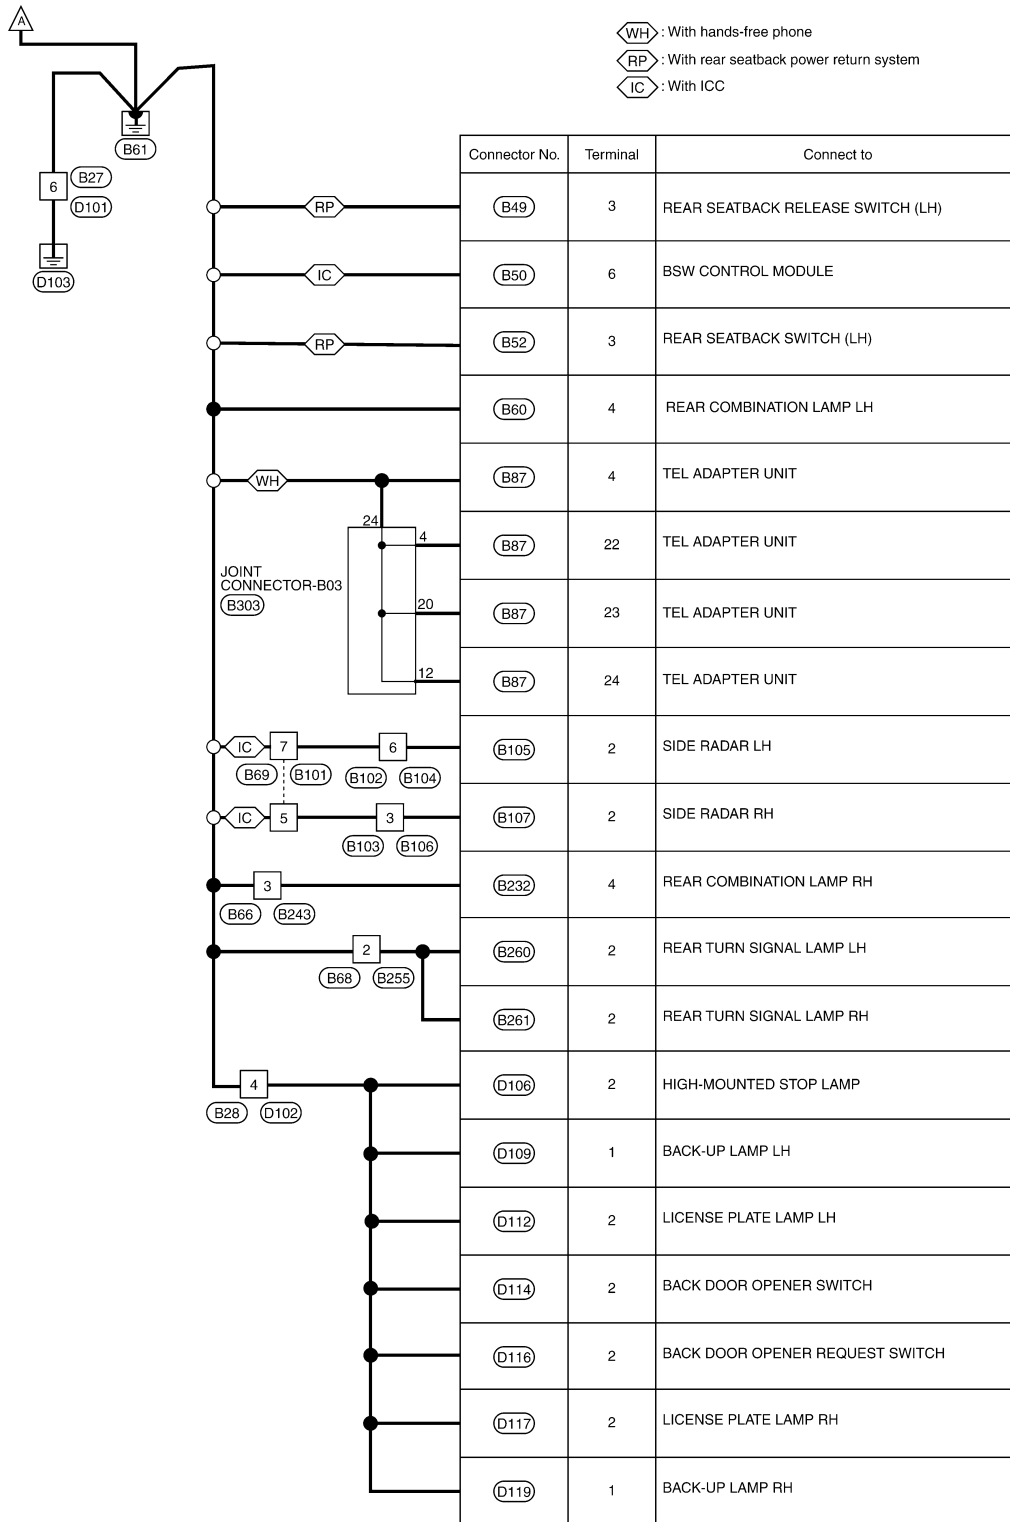 A
WH : With hands-free phone
RP : With rear seatback power return system
IC : With ICC
B61
6 B27
D101
D103
Connector No. Terminal Connect to
RP B49 3 REAR SEATBACK RELEASE SWITCH (LH)
IC B50 6 BSW CONTROL MODULE
RP B52 3 REAR SEATBACK SWITCH (LH)
B60 4 REAR COMBINATION LAMP LH
WH B87 4 TEL ADAPTER UNIT
24
4 B87 22 TEL ADAPTER UNIT
JOINT
CONNECTOR-B03
B303
20 B87 23 TEL ADAPTER UNIT
12 B87 24 TEL ADAPTER UNIT
IC 7 6 B105 2 SIDE RADAR LH
B69 B101 B102 B104
IC 5 3 B107 2 SIDE RADAR RH
B103 B106
3 B232 4 REAR COMBINATION LAMP RH
B66 B243
2 B260 2 REAR TURN SIGNAL LAMP LH
B68 B255
B261 2 REAR TURN SIGNAL LAMP RH
4 D106 2 HIGH-MOUNTED STOP LAMP
B28 D102
D109 1 BACK-UP LAMP LH
D112 2 LICENSE PLATE LAMP LH
D114 2 BACK DOOR OPENER SWITCH
D116 2 BACK DOOR OPENER REQUEST SWITCH
D117 2 LICENSE PLATE LAMP RH
D119 1 BACK-UP LAMP RH